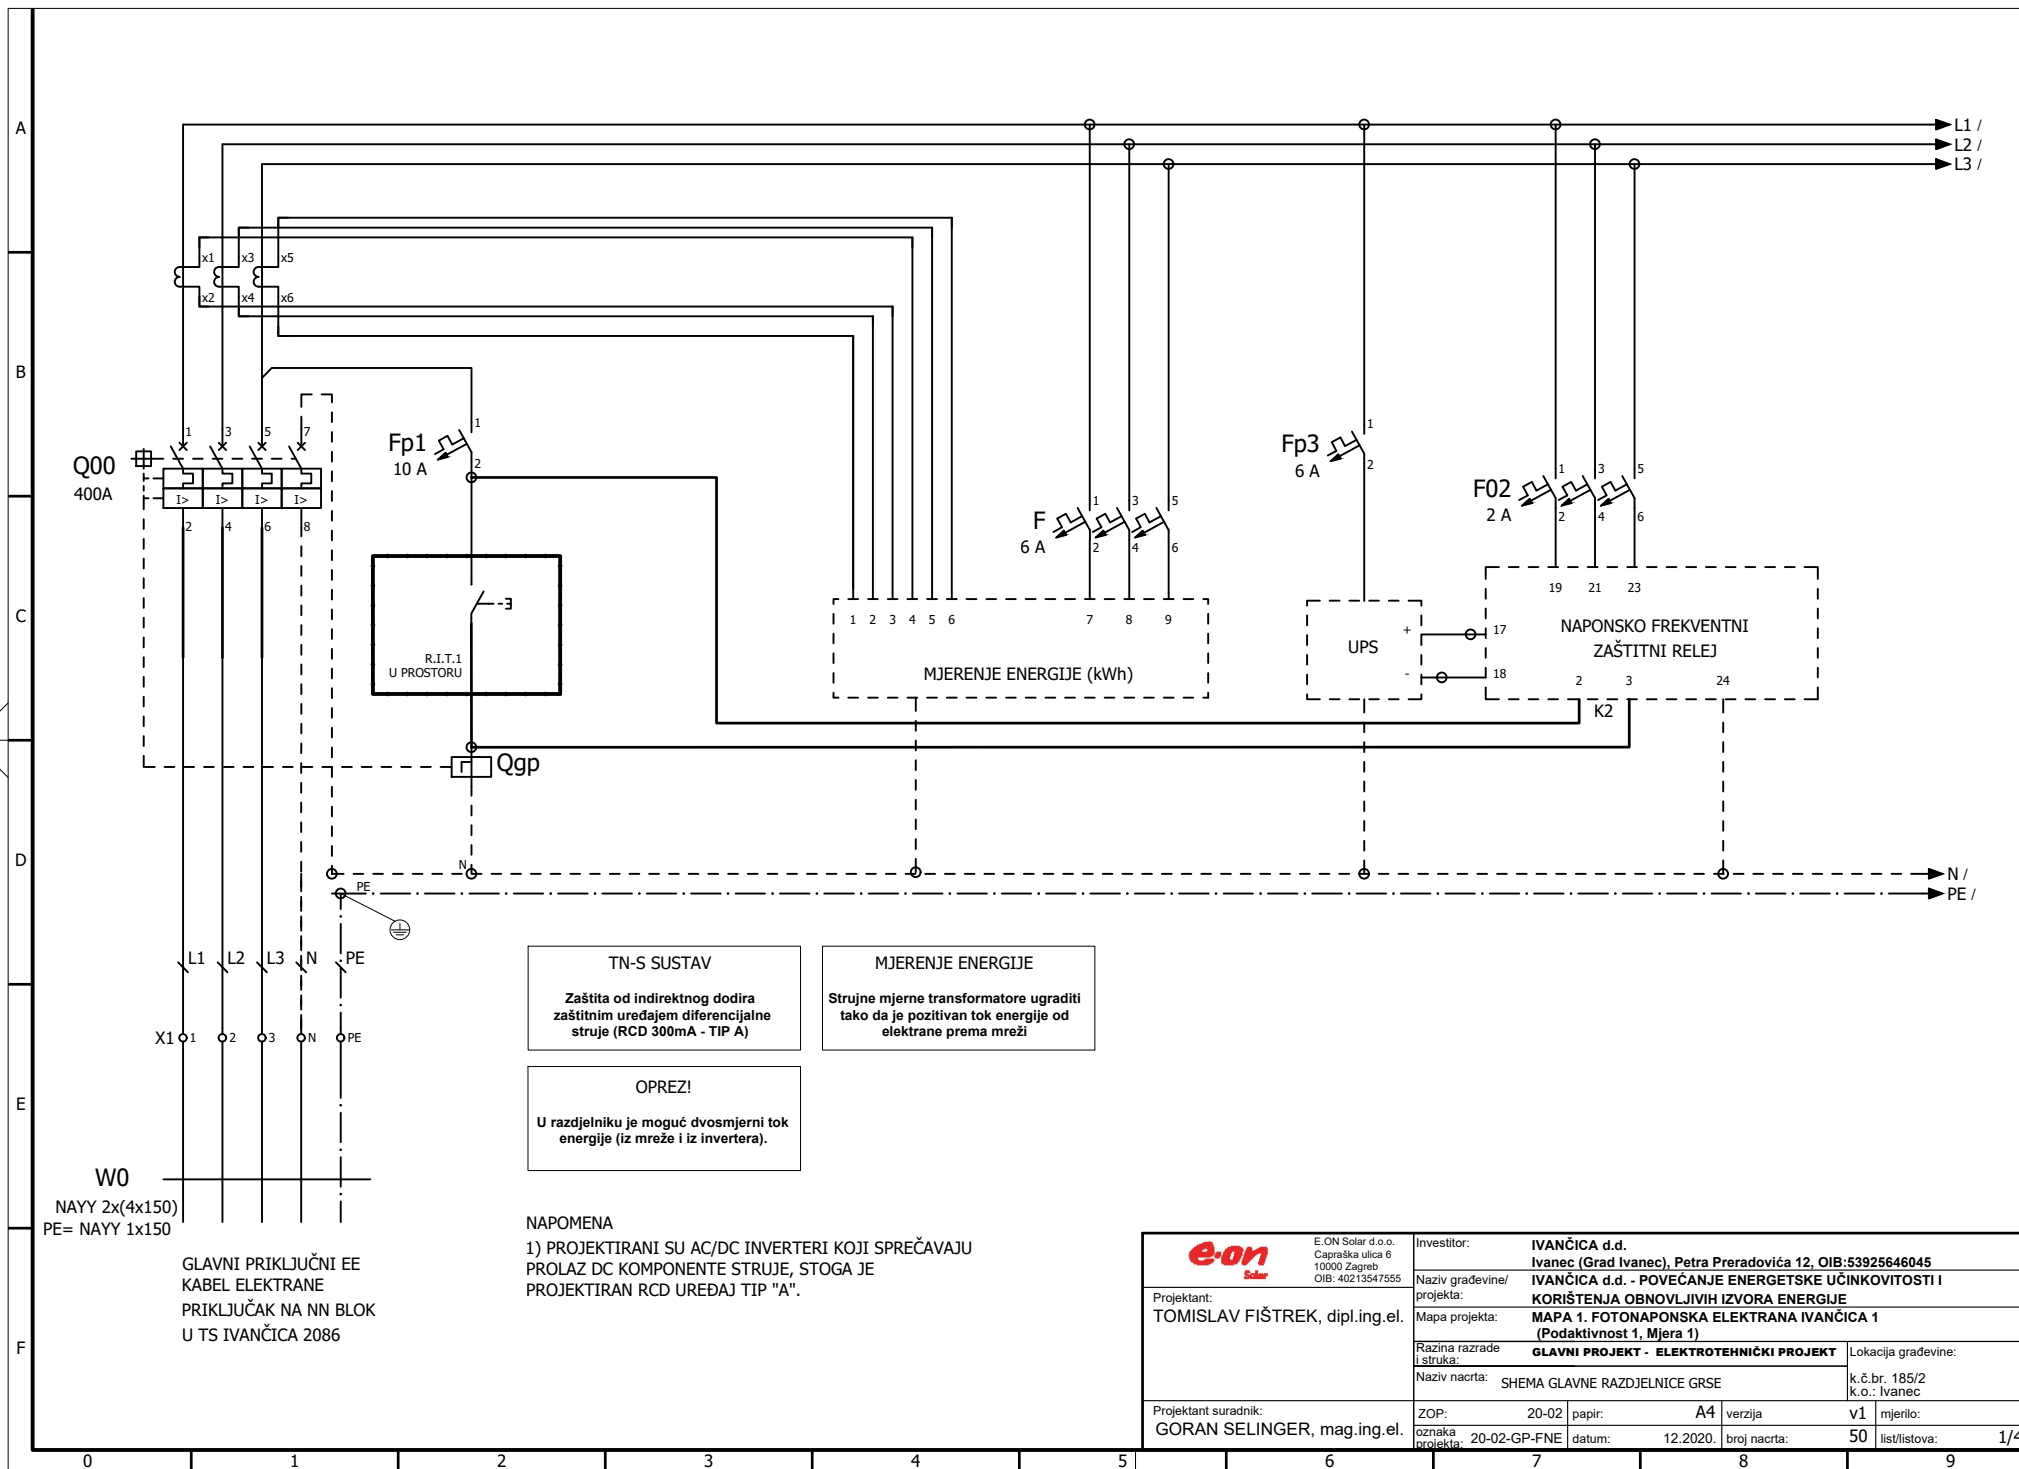 A
B
C
D
E
F
L1 /
L2 /
L3 /
x1
x3
x5
x2
x4
x6
1
3
5
7
Q00
400A
I>
I>
I>
I>
2
4
6
8
Fp1
10 A
1
2
R.I.T.1
U PROSTORU
Qgp
F
6 A
1
3
5
2
4
6
1 2 3 4 5 6 7 8 9
MJERENJE ENERGIJE (kWh)
Fp3
6 A
1
2
UPS
+
-
F02
2 A
1
3
5
2
4
6
19 21 23
17
18
NAPONSKO FREKVENTNI
ZAŠTITNI RELEJ
2 3 24
K2
N
PE
N /
PE /
L1 L2 L3 N PE
X1 1 2 3 N PE
W0
NAYY 2x(4x150)
PE= NAYY 1x150
GLAVNI PRIKLJUČNI EE
KABEL ELEKTRANE
PRIKLJUČAK NA NN BLOK
U TS IVANČICA 2086
TN-S SUSTAV
Zaštita od indirektnog dodira
zaštitnim uređajem diferencijalne
struje (RCD 300mA - TIP A)
MJERENJE ENERGIJE
Strujne mjerne transformatore ugraditi
tako da je pozitivan tok energije od
elektrane prema mreži
OPREZ!
U razdjelniku je moguć dvosmjerni tok
energije (iz mreže i iz invertera).
NAPOMENA
1) PROJEKTIRANI SU AC/DC INVERTERI KOJI SPREČAVAJU
PROLAZ DC KOMPONENTE STRUJE, STOGA JE
PROJEKTIRAN RCD UREĐAJ TIP "A".
e·on
Solar
E.ON Solar d.o.o.
Capraška ulica 6
10000 Zagreb
OIB: 40213547555
Projektant:
TOMISLAV FIŠTREK, dipl.ing.el.
Projektant suradnik:
GORAN SELINGER, mag.ing.el.
Investitor: IVANČICA d.d.
Ivanec (Grad Ivanec), Petra Preradovića 12, OIB:53925646045
Naziv građevine/ IVANČICA d.d. - POVEĆANJE ENERGETSKE UČINKOVITOSTI I
projekta: KORIŠTENJA OBNOVLJIVIH IZVORA ENERGIJE
Mapa projekta: MAPA 1. FOTONAPONSKA ELEKTRANA IVANČICA 1
(Podaktivnost 1, Mjera 1)
Razina razrade
i struka: GLAVNI PROJEKT - ELEKTROTEHNIČKI PROJEKT
Lokacija građevine:
Naziv nacrta: SHEMA GLAVNE RAZDJELNICE GRSE
k.č.br. 185/2
k.o.: Ivanec
ZOP: 20-02 papir: A4 verzija v1 mjerilo:
oznaka
projekta: 20-02-GP-FNE datum: 12.2020. broj nacrta: 50 list/listova: 1/4
0 1 2 3 4 5 6 7 8 9